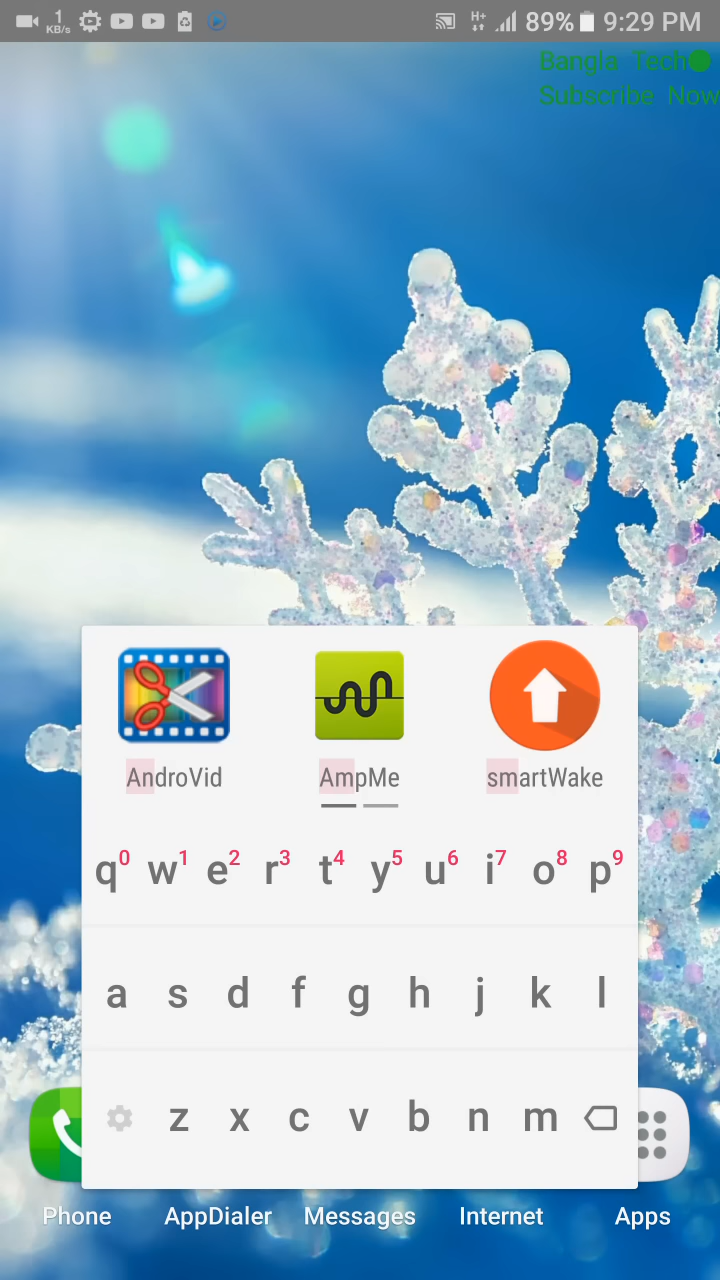 1
KB/s
H+
89%
9:29 PM
Bangla Tech
Subscribe Now
AndroVid AmpMe smartWake
q0 w1 e2 r3 t4 y5 u6 i7 o8 p9
a s d f g h j k l
z x c v b n m
Phone AppDialer Messages Internet Apps